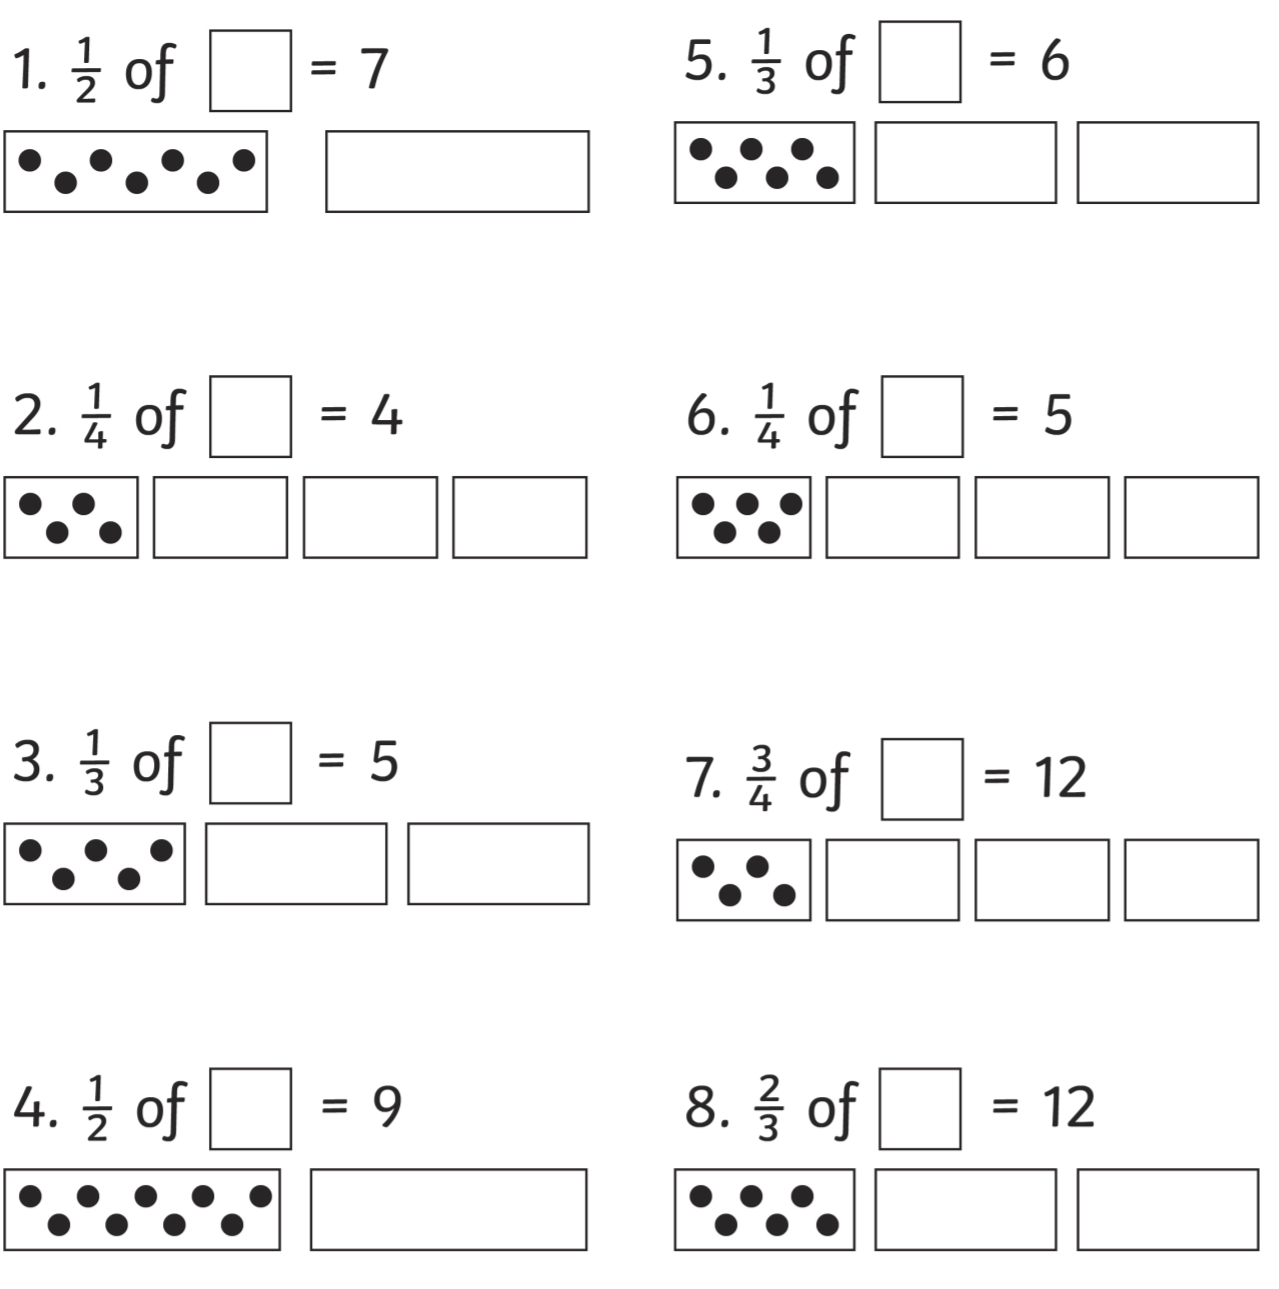 1. 1/2 of = 7
2. 1/4 of = 4
3. 1/3 of = 5
4. 1/2 of = 9
5. 1/3 of = 6
6. 1/4 of = 5
7. 3/4 of = 12
8. 2/3 of = 12